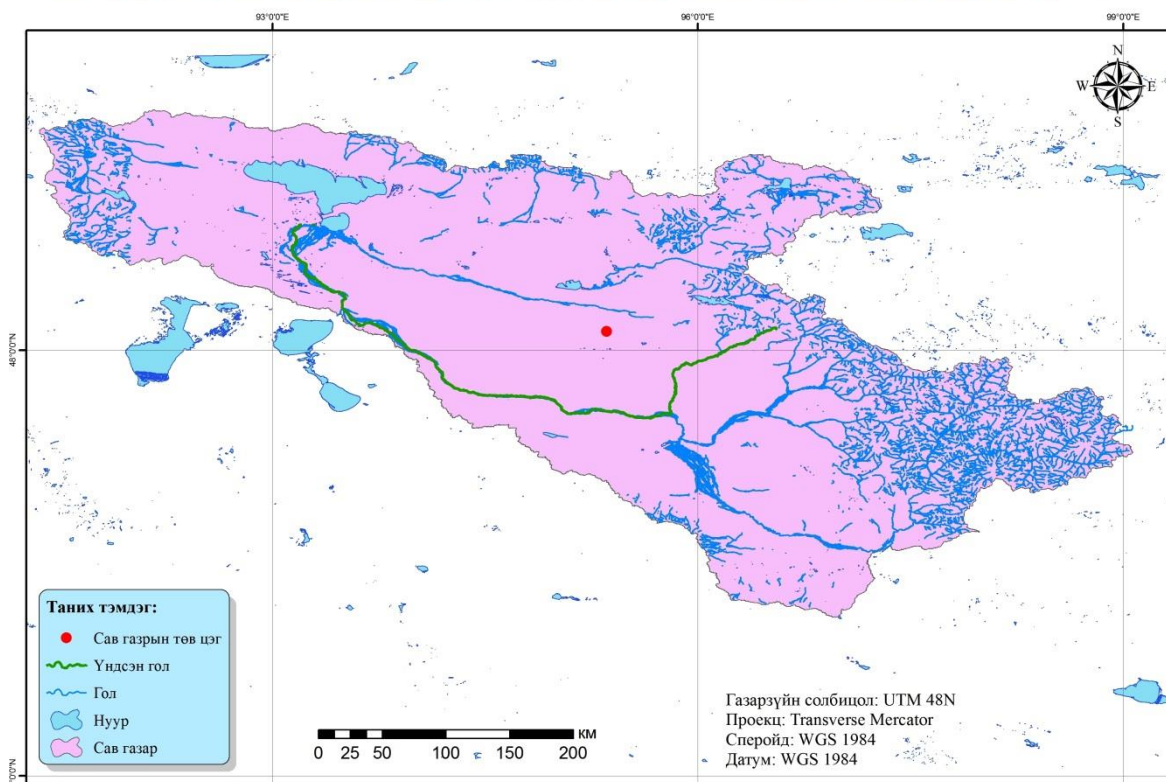 93°0'0"E
96°0'0"E
99°0'0"E
N
W
E
S
48°0'0"N
Таних тэмдэг:
Сав газрын төв цэг
Үндсэн гол
Гол
Нуур
Сав газар
КМ
0 25 50 100 150 200
Газарзүйн солбицол: UTM 48N
Проекц: Transverse Mercator
Сперойд: WGS 1984
Датум: WGS 1984